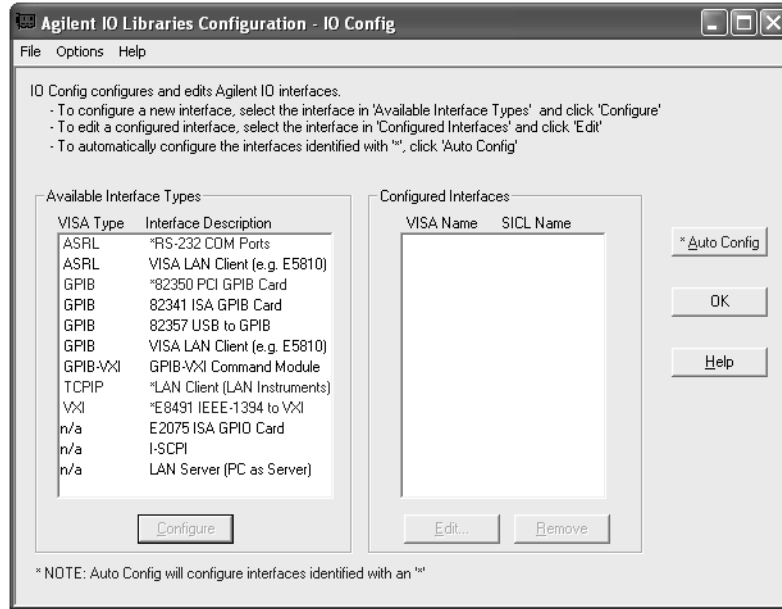 Agilent IO Libraries Configuration - IO Config
File Options Help
IO Config configures and edits Agilent IO interfaces.
- To configure a new interface, select the interface in 'Available Interface Types' and click 'Configure'
- To edit a configured interface, select the interface in 'Configured Interfaces' and click 'Edit'
- To automatically configure the interfaces identified with '*', click 'Auto Config'
Available Interface Types
VISA Type Interface Description
ASRL *RS-232 COM Ports
ASRL VISA LAN Client (e.g. E5810)
GPIB *82350 PCI GPIB Card
GPIB 82341 ISA GPIB Card
GPIB 82357 USB to GPIB
GPIB VISA LAN Client (e.g. E5810)
GPIB-VXI GPIB-VXI Command Module
TCPIP *LAN Client (LAN Instruments)
VXI *E8491 IEEE-1394 to VXI
n/a E2075 ISA GPIO Card
n/a I-SCPI
n/a LAN Server (PC as Server)
Configure
Configured Interfaces
VISA Name SICL Name
Edit... Remove
* Auto Config
OK
Help
* NOTE: Auto Config will configure interfaces identified with an '*'